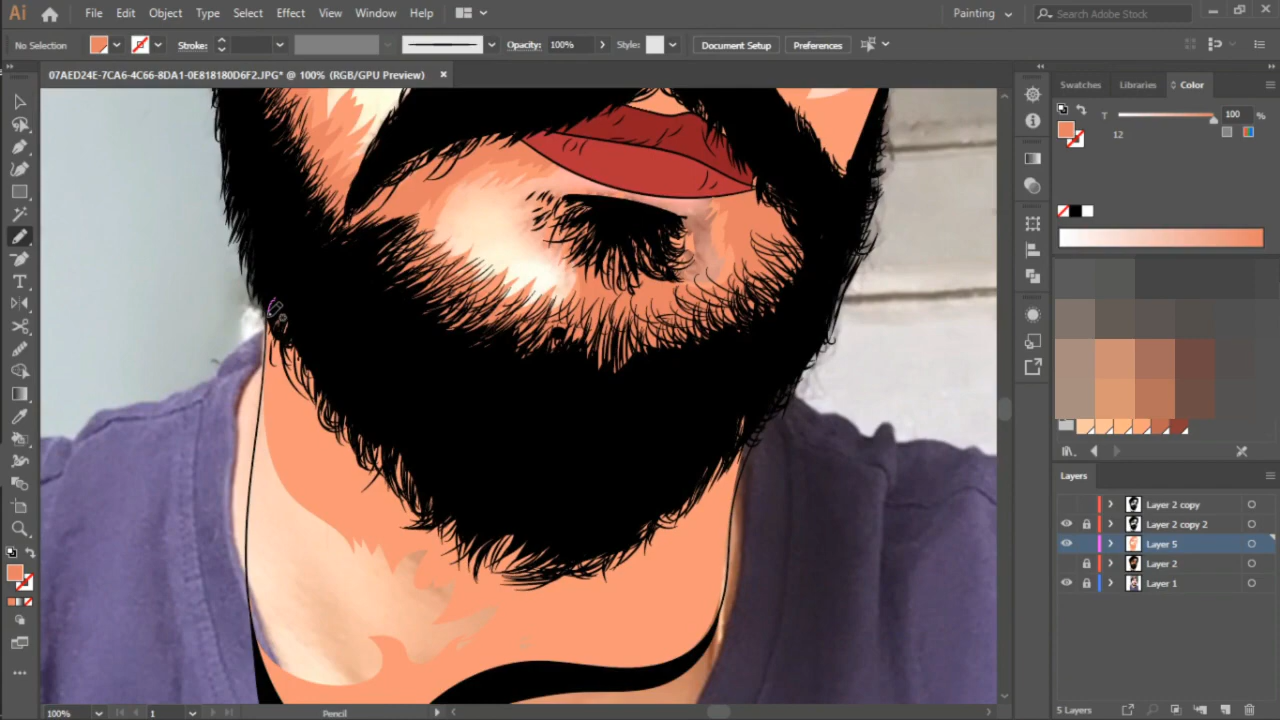 Ai File Edit Object Type Select Effect View Window Help Painting Search Adobe Stock
No Selection Stroke: Opacity: 100% Style: Document Setup Preferences
07AED24E-7CA6-4C66-8DA1-0E818180D6F2.JPG* @ 100% (RGB/GPU Preview)
Swatches Libraries Color
T 100 %
12
Layers
Layer 2 copy
Layer 2 copy 2
Layer 5
Layer 2
Layer 1
100% 1 Pencil 5 Layers